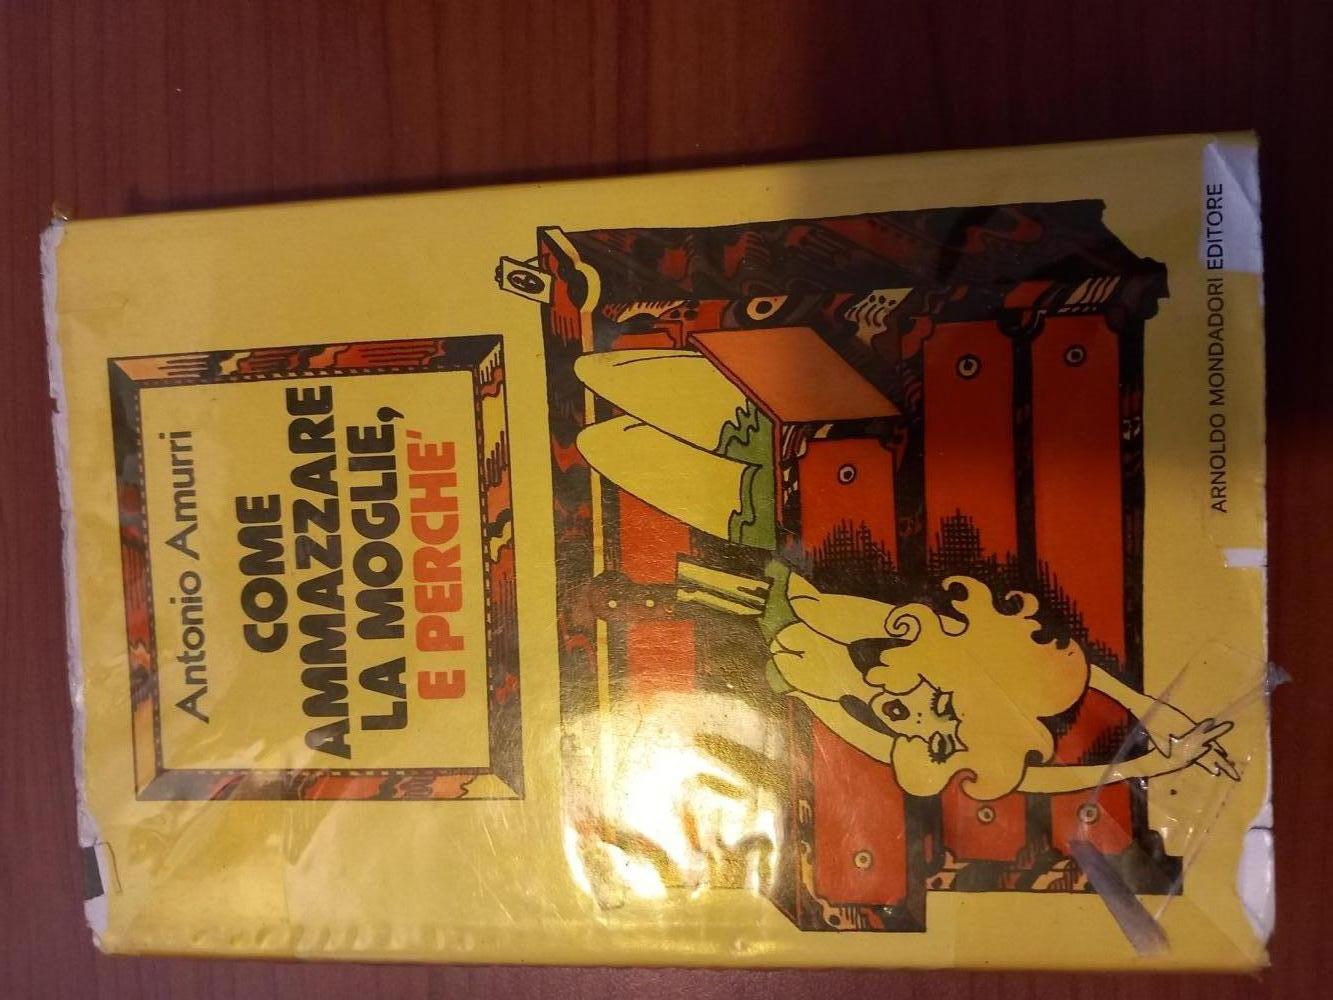 Antonio Amurri
COME
AMMAZZARE
LA MOGLIE,
E PERCHE'
ARNOLDO MONDADORI EDITORE